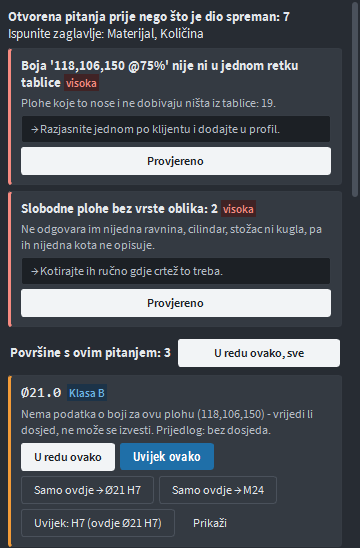 Otvorena pitanja prije nego što je dio spreman: 7
Ispunite zaglavlje: Materijal, Količina
Boja '118,106,150 @75%' nije ni u jednom retku
tablice visoka
Plohe koje to nose i ne dobivaju ništa iz tablice: 19.
→ Razjasnite jednom po klijentu i dodajte u profil.
Provjereno
Slobodne plohe bez vrste oblika: 2 visoka
Ne odgovara im nijedna ravnina, cilindar, stožac ni kugla, pa
ih nijedna kota ne opisuje.
→ Kotirajte ih ručno gdje crtež to treba.
Provjereno
Površine s ovim pitanjem: 3 U redu ovako, sve
Ø21.0 Klasa B
Nema podatka o boji za ovu plohu (118,106,150) - vrijedi li
dosjed, ne može se izvesti. Prijedlog: bez dosjeda.
U redu ovako Uvijek ovako
Samo ovdje → Ø21 H7 Samo ovdje → M24
Uvijek: H7 (ovdje Ø21 H7) Prikaži